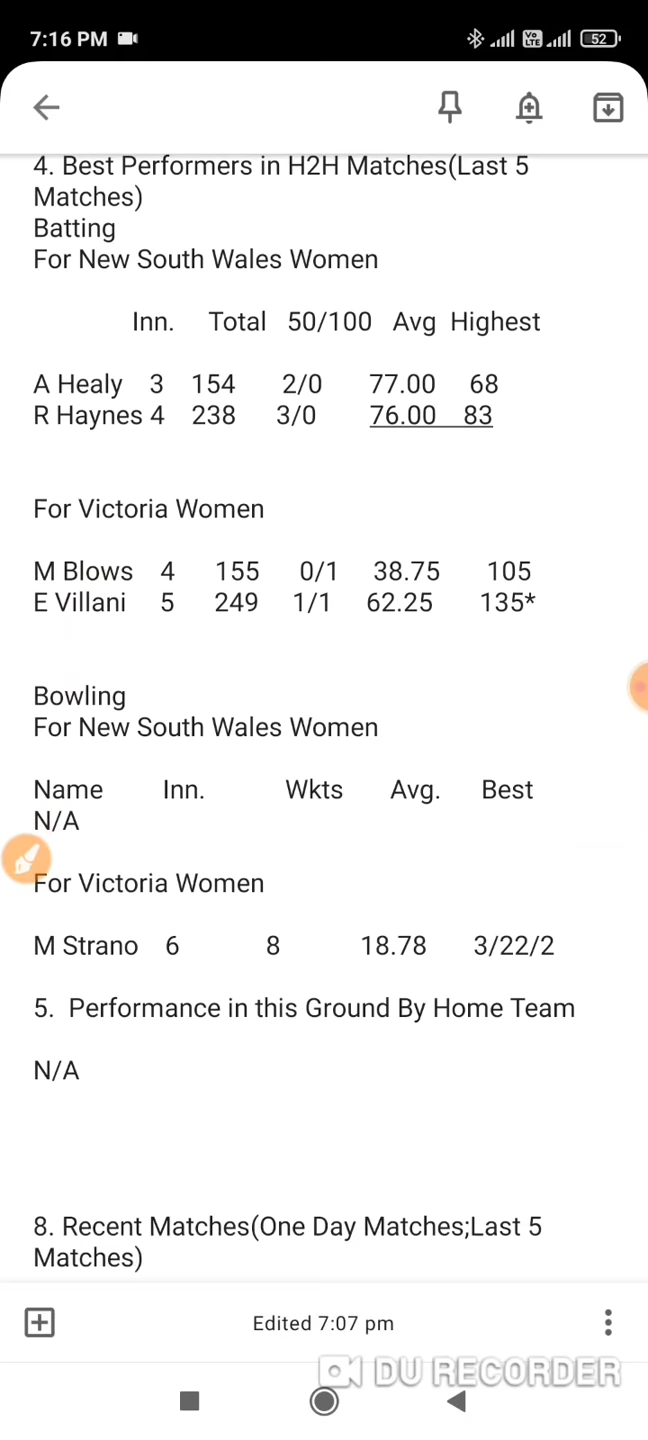 7:16 PM
Vo LTE
52
4. Best Performers in H2H Matches(Last 5
Matches)
Batting
For New South Wales Women
Inn. Total 50/100 Avg Highest
A Healy 3 154 2/0 77.00 68
R Haynes 4 238 3/0 76.00 83
For Victoria Women
M Blows 4 155 0/1 38.75 105
E Villani 5 249 1/1 62.25 135*
Bowling
For New South Wales Women
Name Inn. Wkts Avg. Best
N/A
For Victoria Women
M Strano 6 8 18.78 3/22/2
5. Performance in this Ground By Home Team
N/A
8. Recent Matches(One Day Matches;Last 5
Matches)
Edited 7:07 pm
DU RECORDER